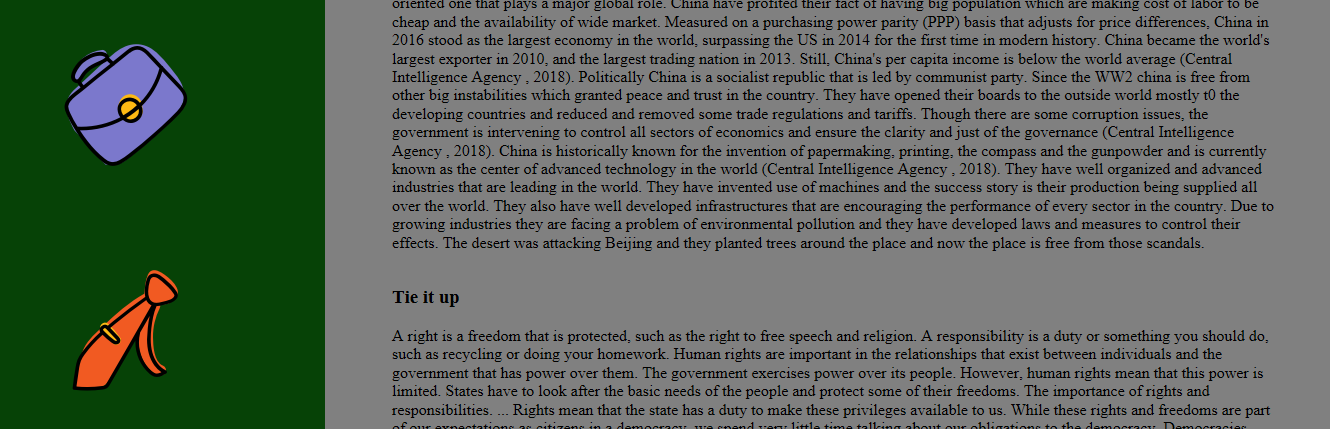 oriented one that plays a major global role. China have profited their fact of having big population which are making cost of labor to be
cheap and the availability of wide market. Measured on a purchasing power parity (PPP) basis that adjusts for price differences, China in
2016 stood as the largest economy in the world, surpassing the US in 2014 for the first time in modern history. China became the world's
largest exporter in 2010, and the largest trading nation in 2013. Still, China's per capita income is below the world average (Central
Intelligence Agency , 2018). Politically China is a socialist republic that is led by communist party. Since the WW2 china is free from
other big instabilities which granted peace and trust in the country. They have opened their boards to the outside world mostly t0 the
developing countries and reduced and removed some trade regulations and tariffs. Though there are some corruption issues, the
government is intervening to control all sectors of economics and ensure the clarity and just of the governance (Central Intelligence
Agency , 2018). China is historically known for the invention of papermaking, printing, the compass and the gunpowder and is currently
known as the center of advanced technology in the world (Central Intelligence Agency , 2018). They have well organized and advanced
industries that are leading in the world. They have invented use of machines and the success story is their production being supplied all
over the world. They also have well developed infrastructures that are encouraging the performance of every sector in the country. Due to
growing industries they are facing a problem of environmental pollution and they have developed laws and measures to control their
effects. The desert was attacking Beijing and they planted trees around the place and now the place is free from those scandals.
Tie it up
A right is a freedom that is protected, such as the right to free speech and religion. A responsibility is a duty or something you should do,
such as recycling or doing your homework. Human rights are important in the relationships that exist between individuals and the
government that has power over them. The government exercises power over its people. However, human rights mean that this power is
limited. States have to look after the basic needs of the people and protect some of their freedoms. The importance of rights and
responsibilities. ... Rights mean that the state has a duty to make these privileges available to us. While these rights and freedoms are part
of our expectations as citizens in a democracy, we spend very little time talking about our obligations to the democracy. Democracies